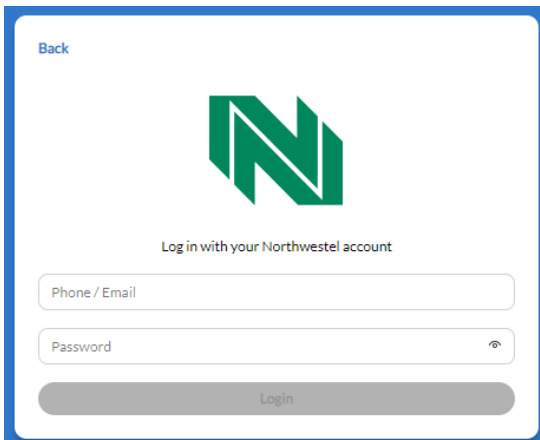 Back
Log in with your Northwestel account
Phone / Email
Password
Login